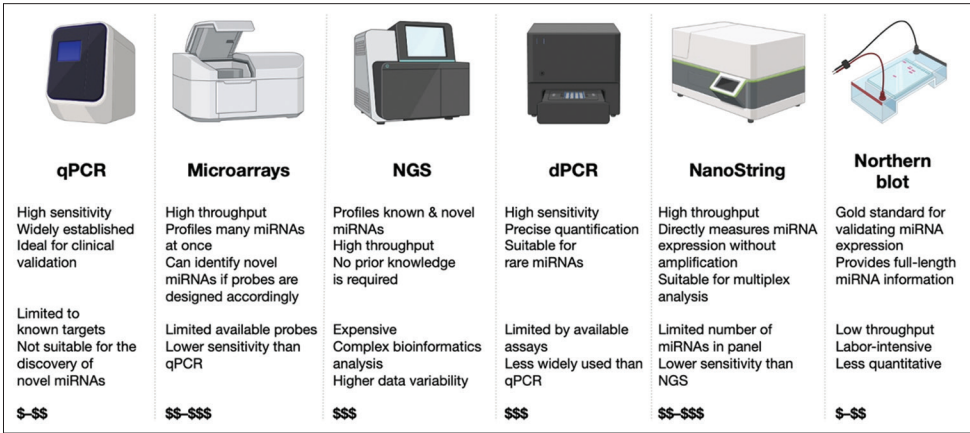 qPCR
High sensitivity
Widely established
Ideal for clinical
validation
Limited to
known targets
Not suitable for the
discovery of
novel miRNAs
$–$$
Microarrays
High throughput
Profiles many miRNAs
at once
Can identify novel
miRNAs if probes are
designed accordingly
Limited available probes
Lower sensitivity than
qPCR
$$–$$$
NGS
Profiles known & novel
miRNAs
High throughput
No prior knowledge
is required
Expensive
Complex bioinformatics
analysis
Higher data variability
$$$
dPCR
High sensitivity
Precise quantification
Suitable for
rare miRNAs
Limited by available
assays
Less widely used than
qPCR
$$$
NanoString
High throughput
Directly measures miRNA
expression without
amplification
Suitable for multiplex
analysis
Limited number of
miRNAs in panel
Lower sensitivity than
NGS
$$–$$$
Northern
blot
Gold standard for
validating miRNA
expression
Provides full-length
miRNA information
Low throughput
Labor-intensive
Less quantitative
$–$$